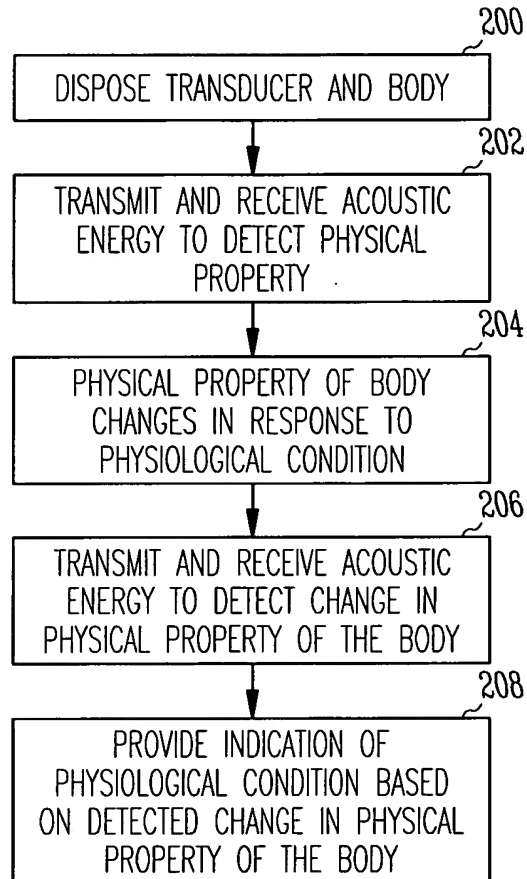 200
DISPOSE TRANSDUCER AND BODY
202
TRANSMIT AND RECEIVE ACOUSTIC
ENERGY TO DETECT PHYSICAL
PROPERTY
204
PHYSICAL PROPERTY OF BODY
CHANGES IN RESPONSE TO
PHYSIOLOGICAL CONDITION
206
TRANSMIT AND RECEIVE ACOUSTIC
ENERGY TO DETECT CHANGE IN
PHYSICAL PROPERTY OF THE BODY
208
PROVIDE INDICATION OF
PHYSIOLOGICAL CONDITION BASED
ON DETECTED CHANGE IN PHYSICAL
PROPERTY OF THE BODY